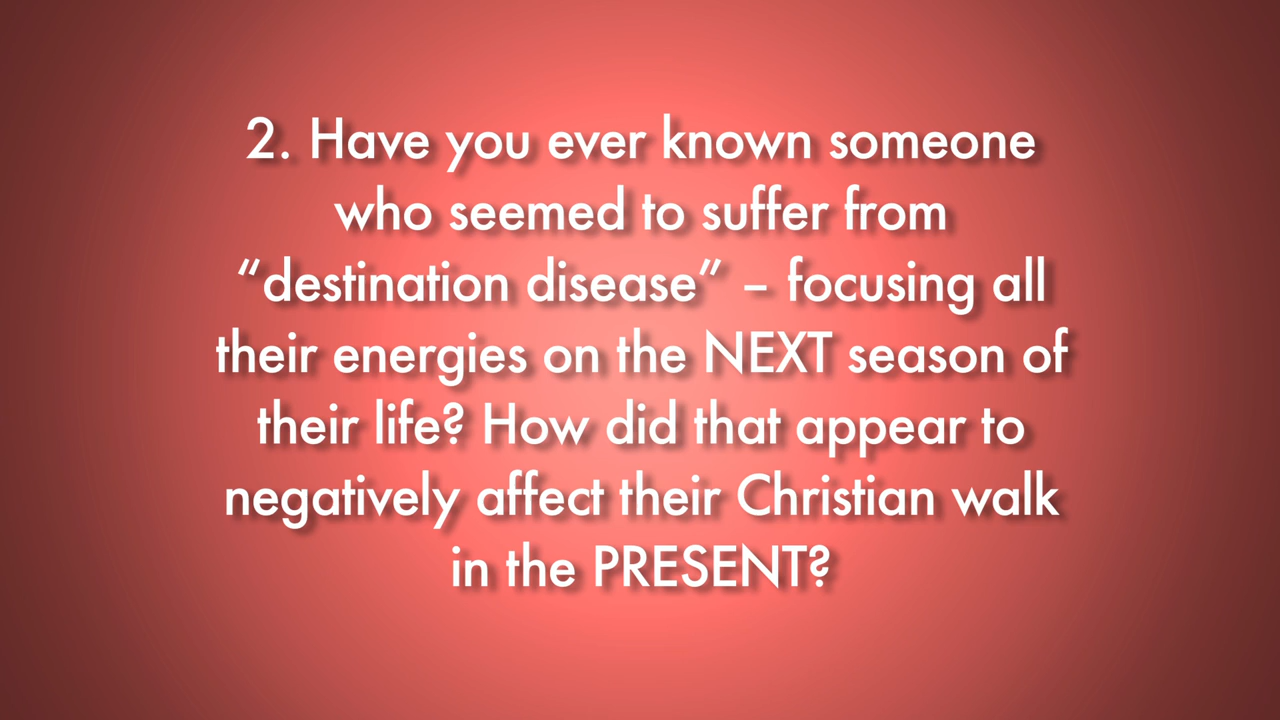 2. Have you ever known someone
who seemed to suffer from
“destination disease” – focusing all
their energies on the NEXT season of
their life? How did that appear to
negatively affect their Christian walk
in the PRESENT?